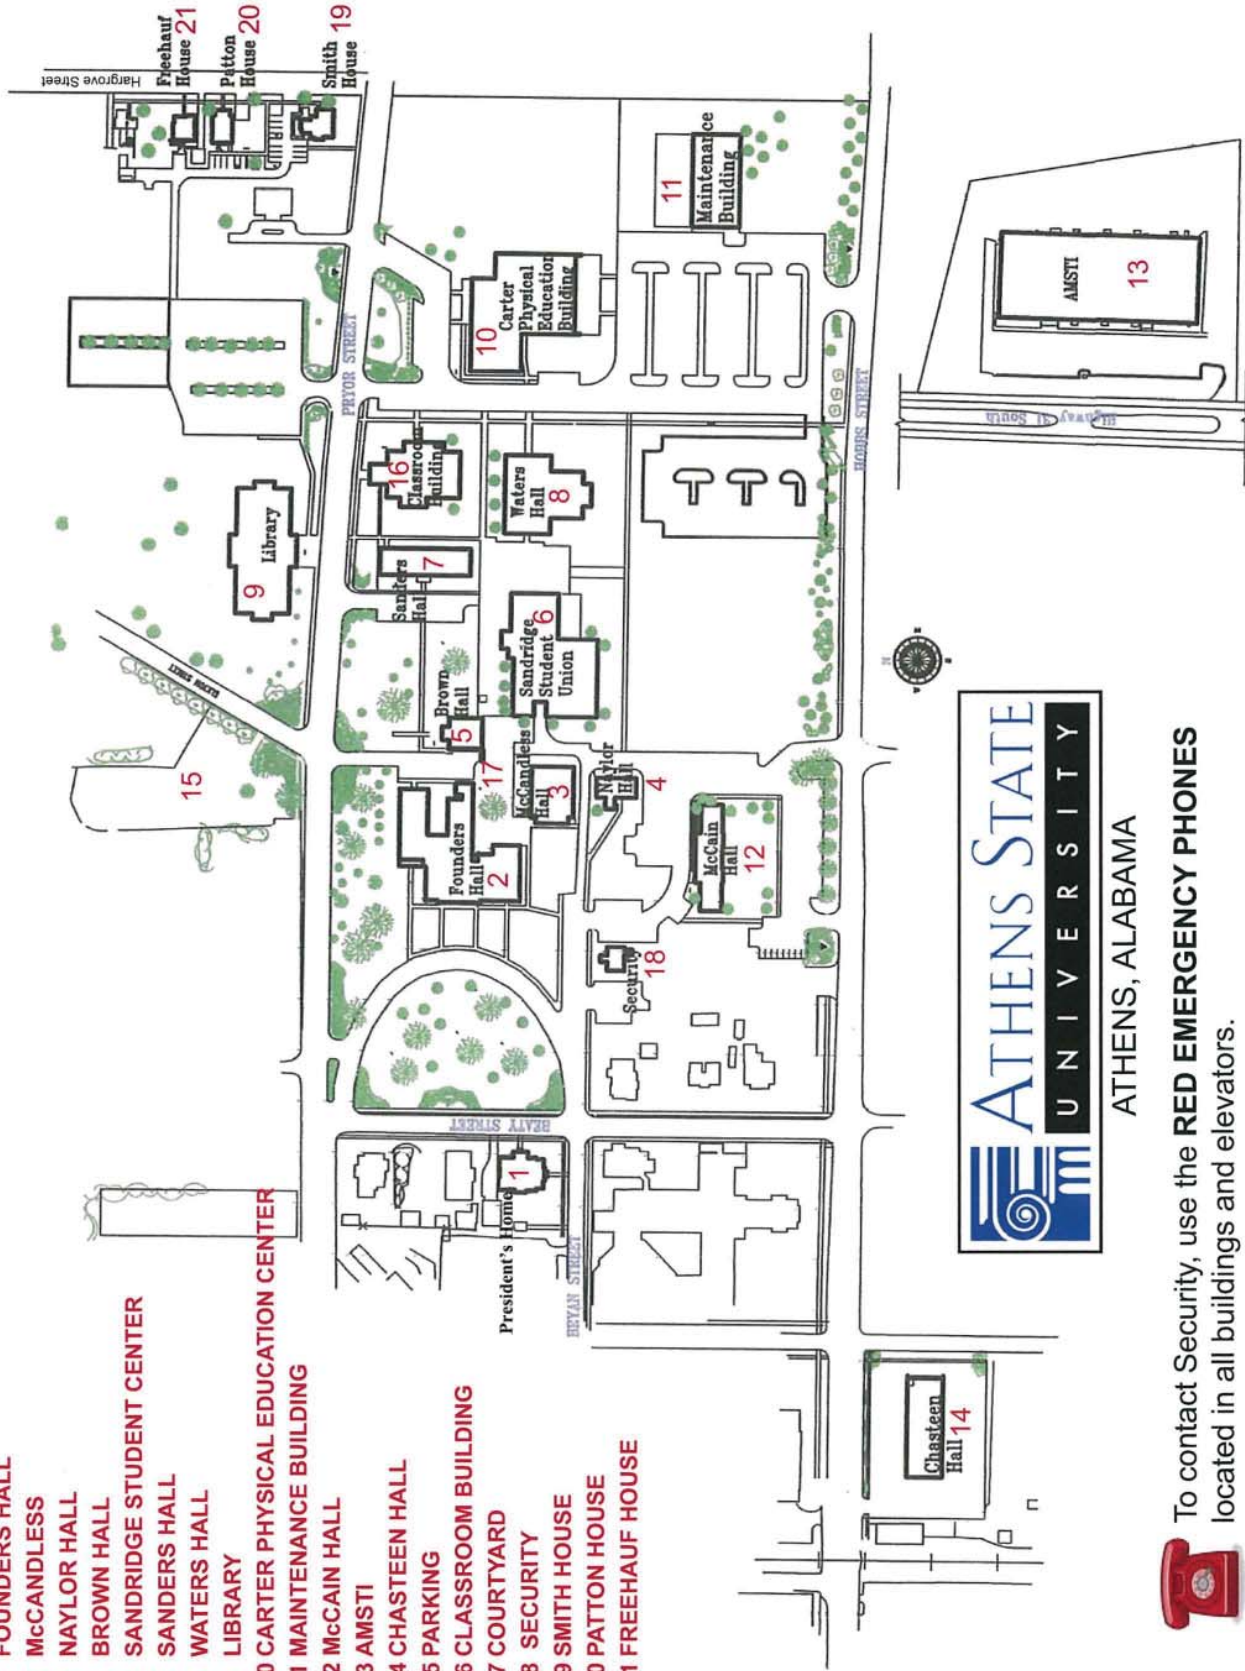 FOUNDERS HALL
McCANDLESS
NAYLOR HALL
BROWN HALL
SANDRIDGE STUDENT CENTER
SANDERS HALL
WATERS HALL
LIBRARY
0 CARTER PHYSICAL EDUCATION CENTER
1 MAINTENANCE BUILDING
2 McCAIN HALL
3 AMSTI
4 CHASTEEN HALL
5 PARKING
6 CLASSROOM BUILDING
7 COURTYARD
8 SECURITY
9 SMITH HOUSE
0 PATTON HOUSE
1 FREEHAUF HOUSE
Hargrove Street
Freehauf
House 21
Patton
House 20
Smith 19
House
15
ELKTON STREET
9
Library
PRYOR STREET
President's Home
1
BEATY STREET
BRYAN STREET
Founders
Hall
2
17
McCandless
Hall
3
Brown
Hall
5
Sandridge
Student
Union
6
Sanders
Hall
7
16
Classroom
Building
Waters
Hall
8
10
Carter
Physical
Education
Building
11
Maintenance
Building
Security
18
Naylor
Hall
4
McCain
Hall
12
HOBBS STREET
Highway 31 South
AMSTI
13
Chasteen
Hall 14
N
ATHENS STATE
UNIVERSITY
ATHENS, ALABAMA
To contact Security, use the RED EMERGENCY PHONES
located in all buildings and elevators.